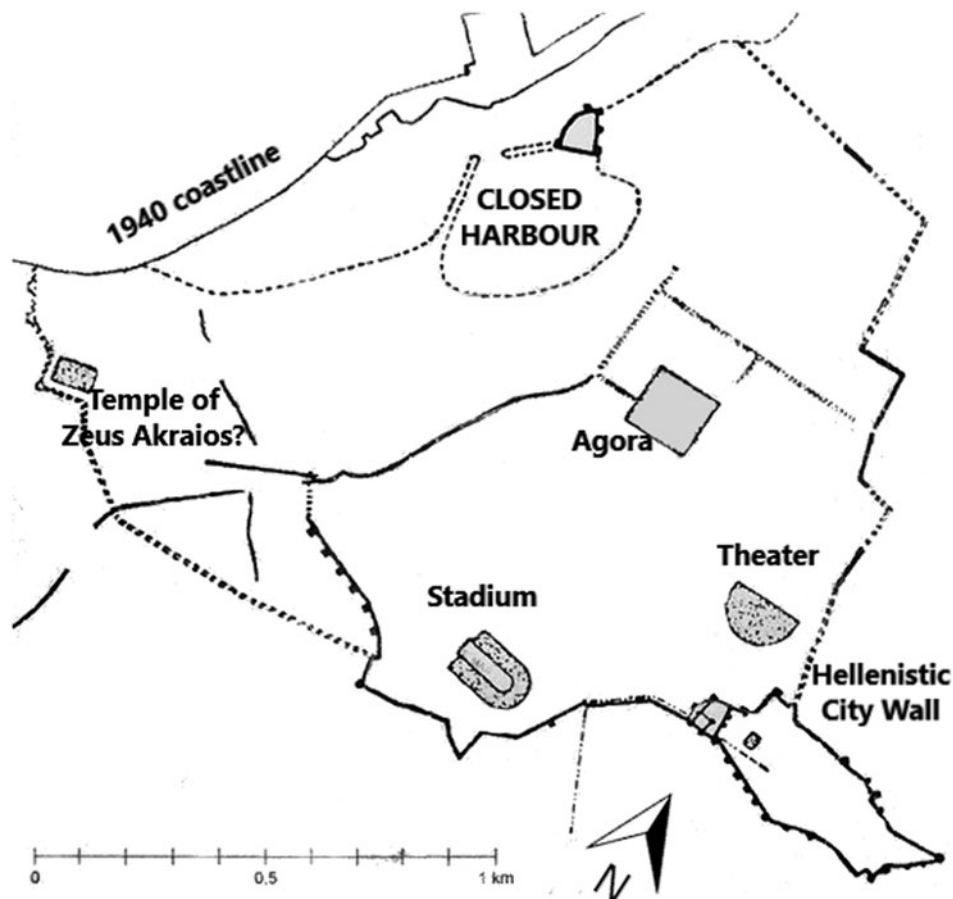 1940 coastline
CLOSED
HARBOUR
Temple of
Zeus Akraios?
Agora
Theater
Stadium
Hellenistic
City Wall
N
0
0,5
1 km